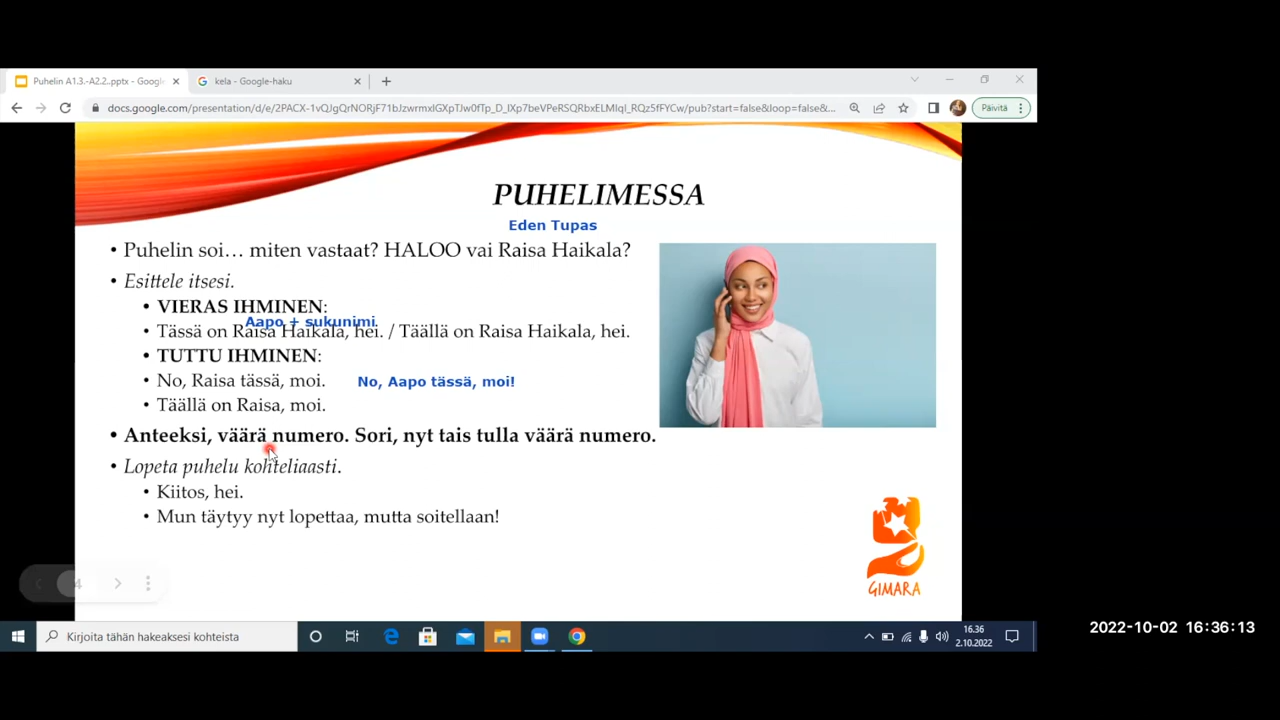 Puhelin A1.3.-A2.2..pptx - Google
kela - Google-haku
docs.google.com/presentation/d/e/2PACX-1vQJgQrNORjF71bJzwrmxlGXpTJw0fTp_D_IXp7beVPeRSQRbxELMIqI_RQz5fFYCw/pub?start=false&loop=false&...
Päivitä
PUHELIMESSA
Eden Tupas
• Puhelin soi… miten vastaat? HALOO vai Raisa Haikala?
• Esittele itsesi.
• VIERAS IHMINEN:
Aapo + sukunimi
• Tässä on Raisa Haikala, hei. / Täällä on Raisa Haikala, hei.
• TUTTU IHMINEN:
• No, Raisa tässä, moi.
No, Aapo tässä, moi!
• Täällä on Raisa, moi.
• Anteeksi, väärä numero. Sori, nyt tais tulla väärä numero.
• Lopeta puhelu kohteliaasti.
• Kiitos, hei.
• Mun täytyy nyt lopettaa, mutta soitellaan!
GIMARA
4
Kirjoita tähän hakeaksesi kohteista
16.36
2.10.2022
2022-10-02 16:36:13